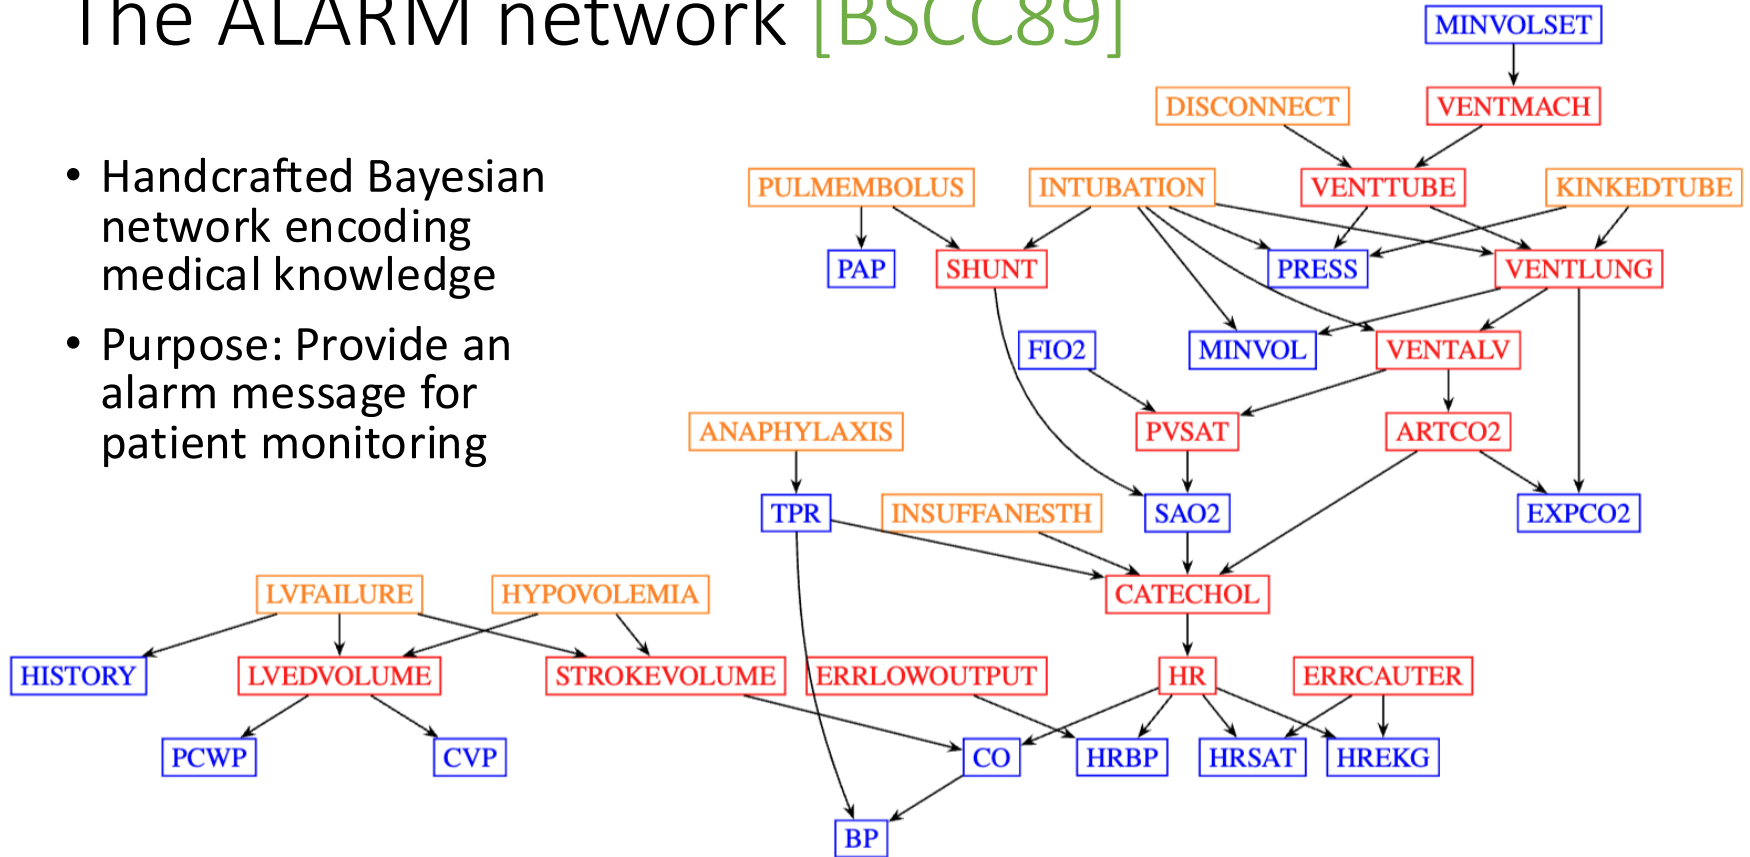 The ALARM network [BSCC89]
• Handcrafted Bayesian
network encoding
medical knowledge
• Purpose: Provide an
alarm message for
patient monitoring
MINVOLSET
DISCONNECT
VENTMACH
PULMEMBOLUS
INTUBATION
VENTTUBE
KINKEDTUBE
PAP
SHUNT
PRESS
VENTLUNG
FIO2
MINVOL
VENTALV
ANAPHYLAXIS
PVSAT
ARTCO2
TPR
INSUFFANESTH
SAO2
EXPCO2
LVFAILURE
HYPOVOLEMIA
CATECHOL
HISTORY
LVEDVOLUME
STROKEVOLUME
ERRLOWOUTPUT
HR
ERRCAUTER
PCWP
CVP
CO
HRBP
HRSAT
HREKG
BP